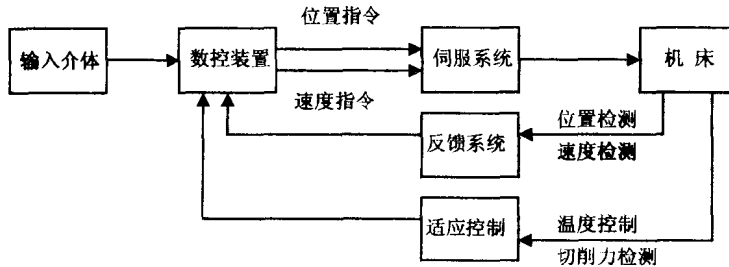 位置指令
输入介体
数控装置
伺服系统
机 床
速度指令
位置检测
反馈系统
速度检测
适应控制
温度控制
切削力检测